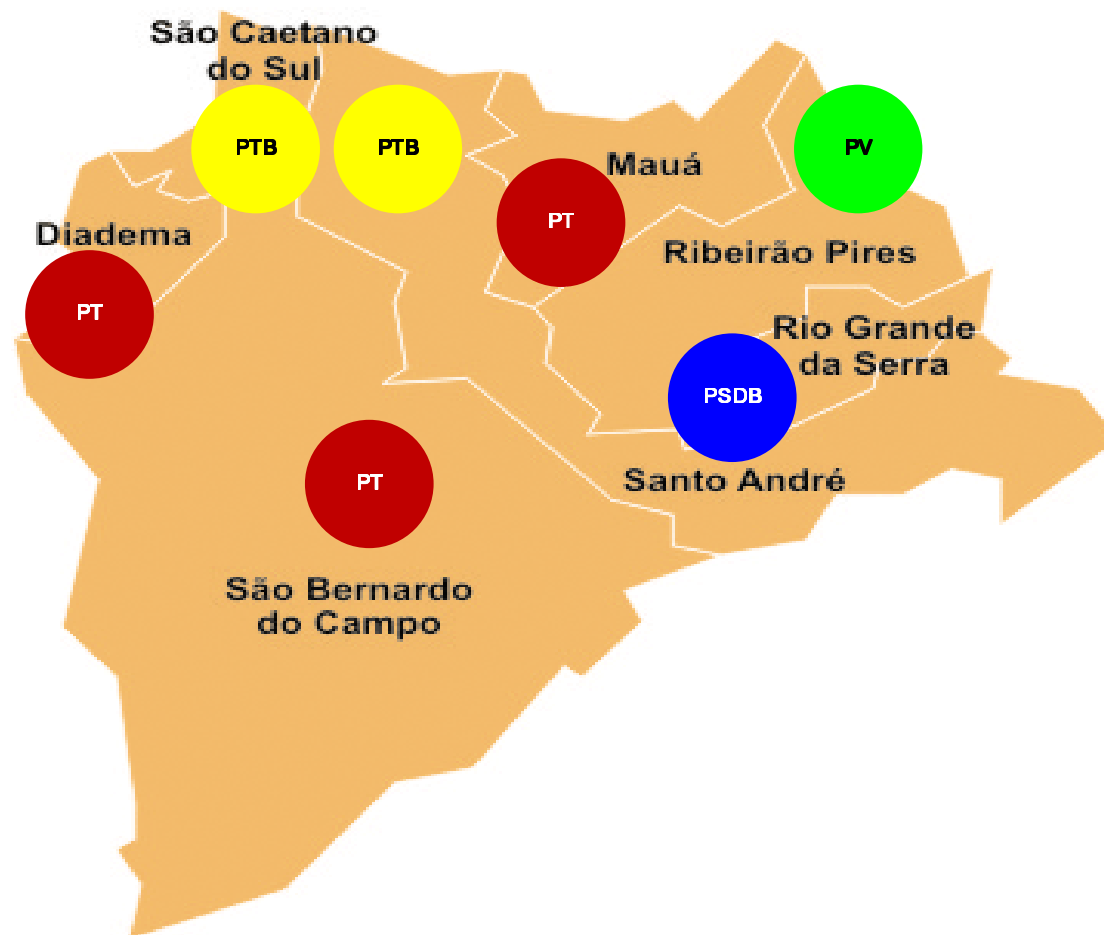 São Caetano
do Sul
PTB
PTB
PV
Mauá
PT
Diadema
Ribeirão Pires
PT
Rio Grande
da Serra
PSDB
Santo André
PT
São Bernardo
do Campo